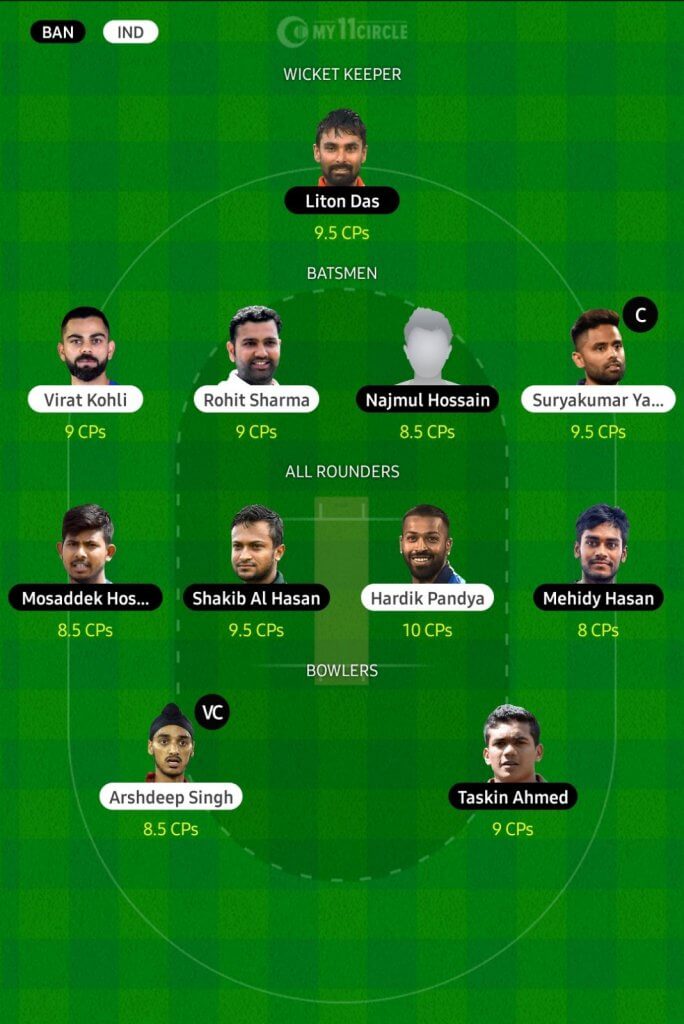 BAN IND MY11CIRCLE
WICKET KEEPER
Liton Das
9.5 CPs
BATSMEN
C
Virat Kohli Rohit Sharma Najmul Hossain Suryakumar Ya...
9 CPs 9 CPs 8.5 CPs 9.5 CPs
ALL ROUNDERS
Mosaddek Hos... Shakib Al Hasan Hardik Pandya Mehidy Hasan
8.5 CPs 9.5 CPs 10 CPs 8 CPs
BOWLERS
VC
Arshdeep Singh Taskin Ahmed
8.5 CPs 9 CPs